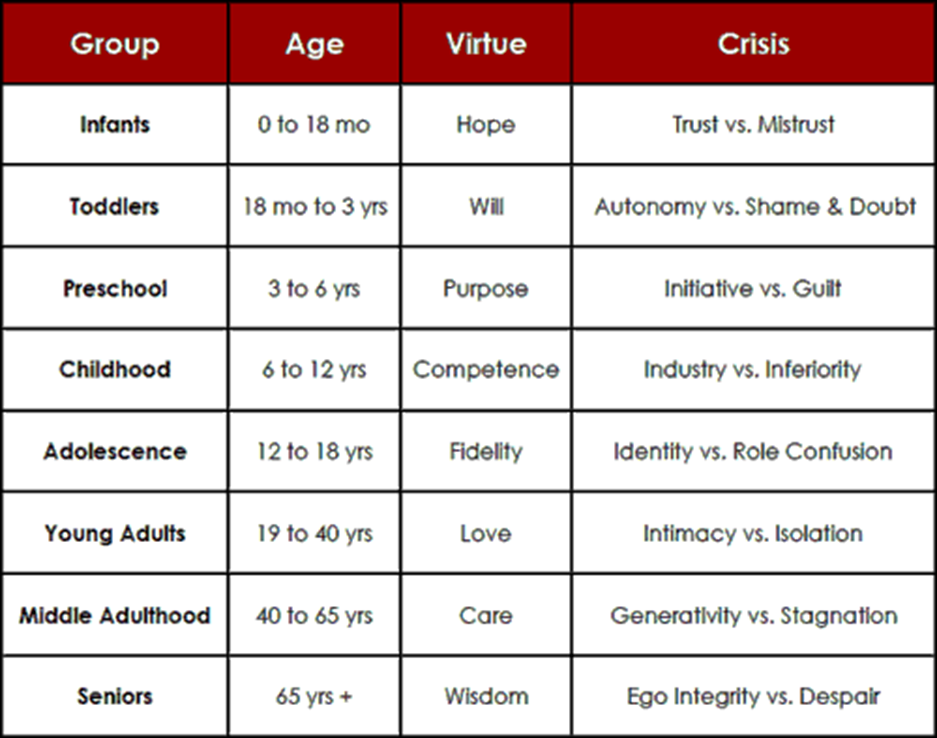 Group Age Virtue Crisis
Infants 0 to 18 mo Hope Trust vs. Mistrust
Toddlers 18 mo to 3 yrs Will Autonomy vs. Shame & Doubt
Preschool 3 to 6 yrs Purpose Initiative vs. Guilt
Childhood 6 to 12 yrs Competence Industry vs. Inferiority
Adolescence 12 to 18 yrs Fidelity Identity vs. Role Confusion
Young Adults 19 to 40 yrs Love Intimacy vs. Isolation
Middle Adulthood 40 to 65 yrs Care Generativity vs. Stagnation
Seniors 65 yrs + Wisdom Ego Integrity vs. Despair